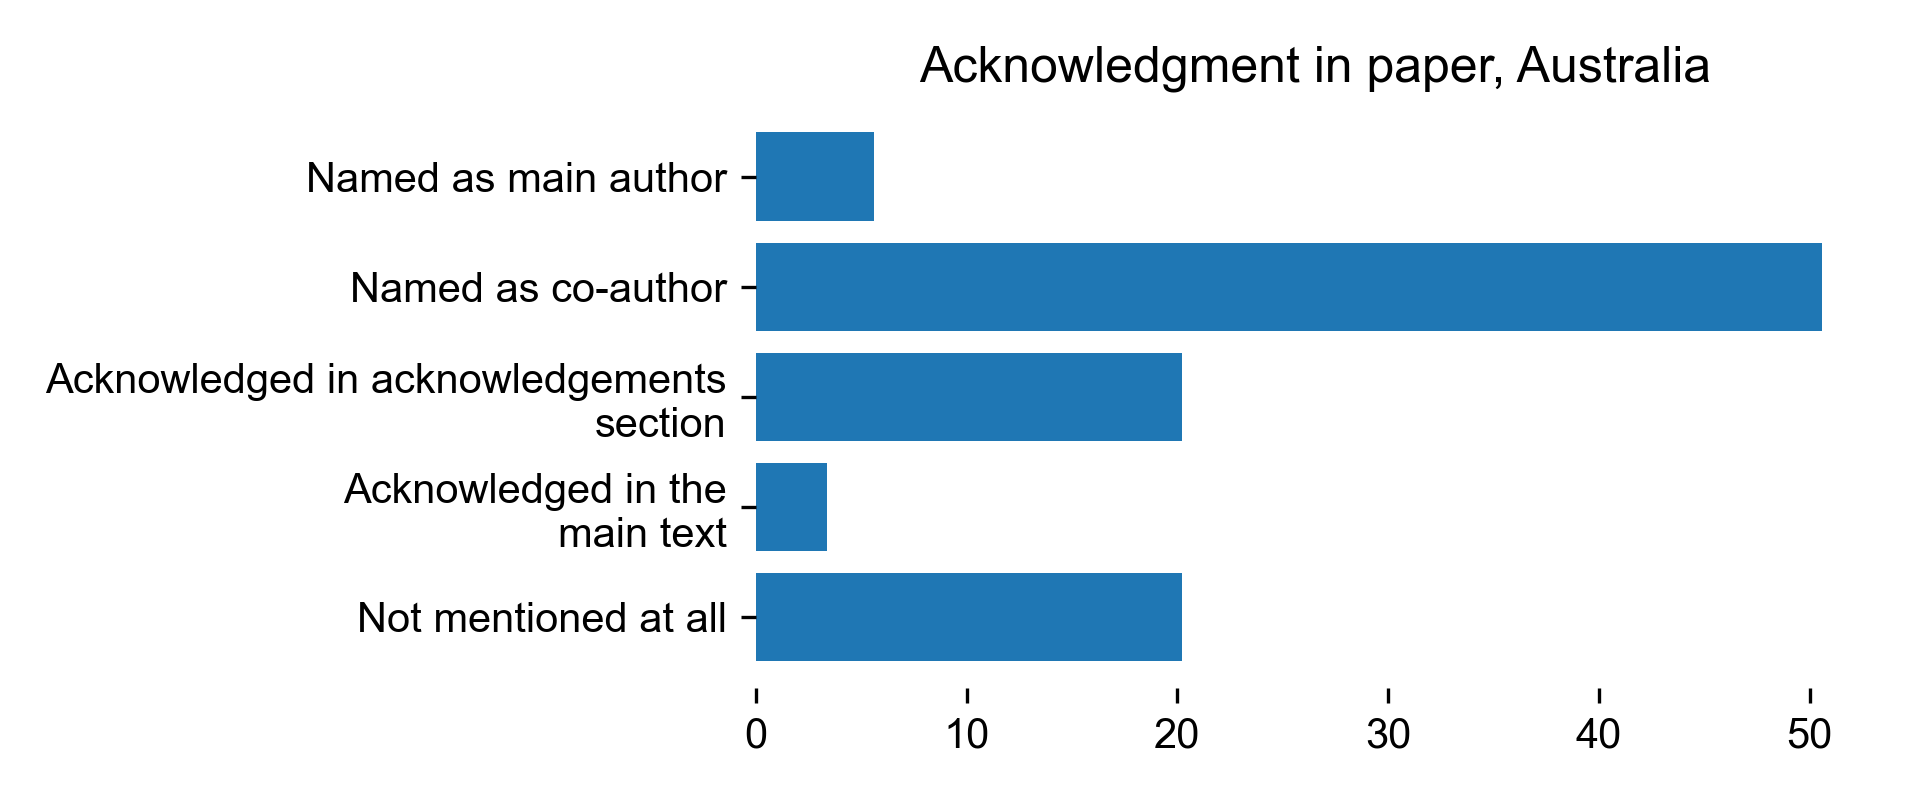 Acknowledgment in paper, Australia
Named as main author
Named as co-author
Acknowledged in acknowledgements
section
Acknowledged in the
main text
Not mentioned at all
0 10 20 30 40 50